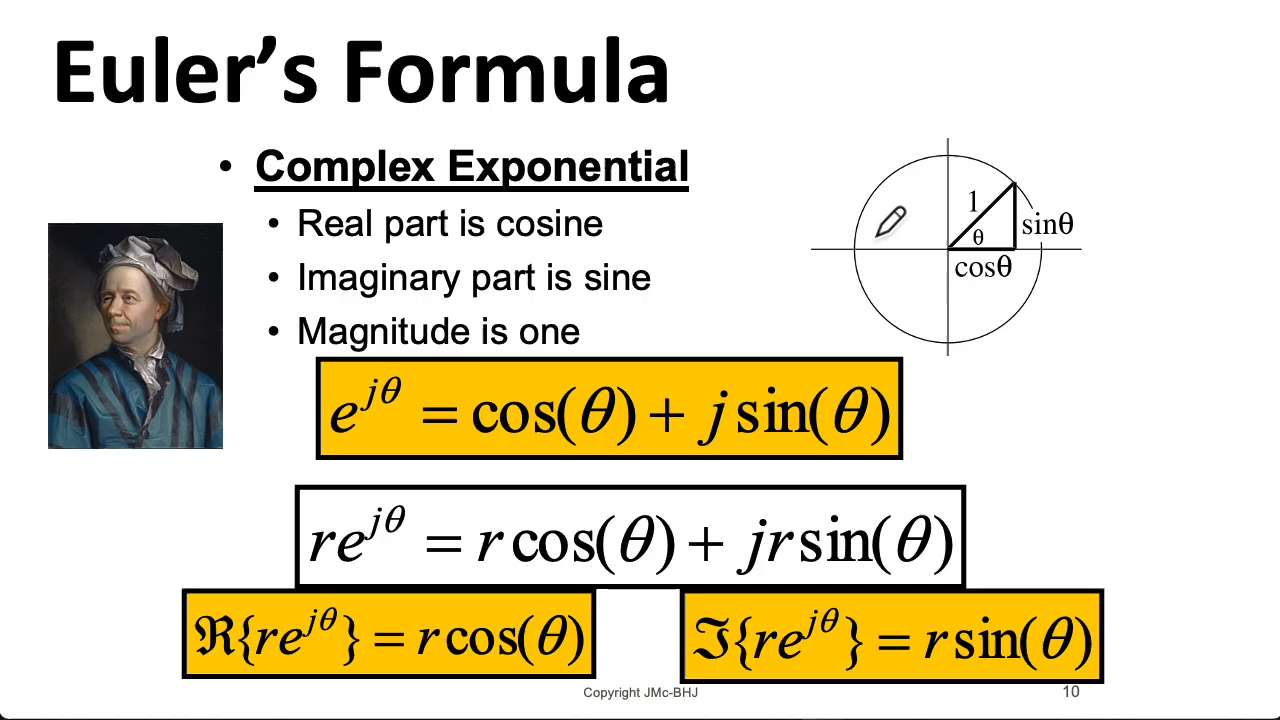 Euler’s Formula
• Complex Exponential
• Real part is cosine
• Imaginary part is sine
• Magnitude is one
1
θ
sinθ
cosθ
e^{jθ} = cos(θ) + j sin(θ)
re^{jθ} = r cos(θ) + jr sin(θ)
ℜ{re^{jθ}} = r cos(θ)
ℑ{re^{jθ}} = r sin(θ)
Copyright JMc-BHJ
10